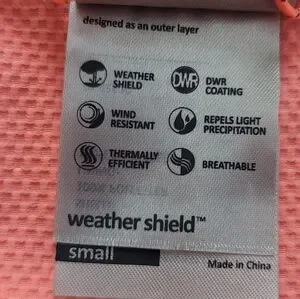 designed as an outer layer
WEATHER SHIELD
DWR
DWR COATING
WIND RESISTANT
REPELS LIGHT PRECIPITATION
THERMALLY EFFICIENT
BREATHABLE
weather shield™
small
Made in China